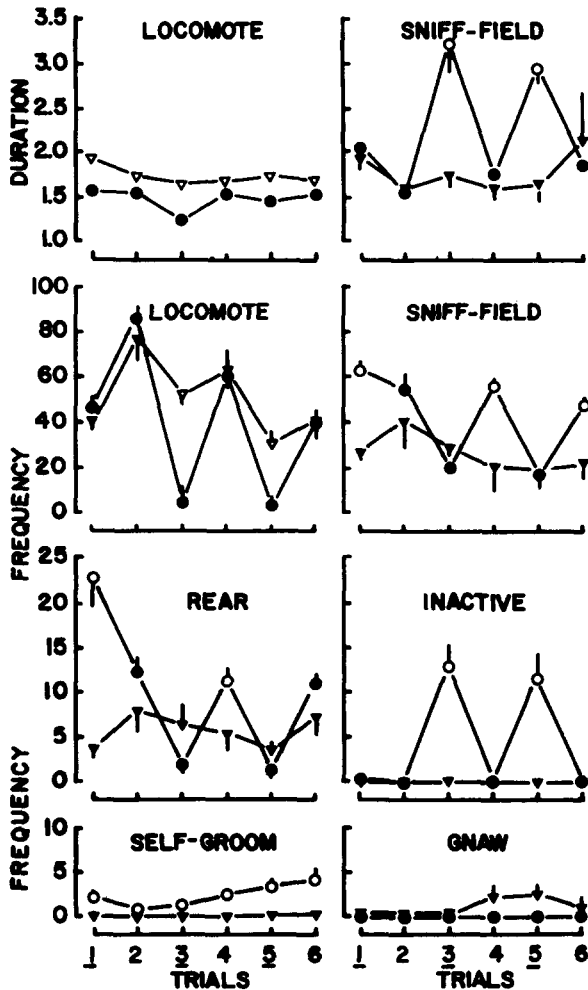 LOCOMOTE SNIFF-FIELD
DURATION
3.5
3.0
2.5
2.0
1.5
1.0
LOCOMOTE SNIFF-FIELD
FREQUENCY
100
80
60
40
20
0
REAR INACTIVE
FREQUENCY
25
20
15
10
5
0
SELF-GROOM GNAW
10
5
0
1 2 3 4 5 6 1 2 3 4 5 6
TRIALS TRIALS